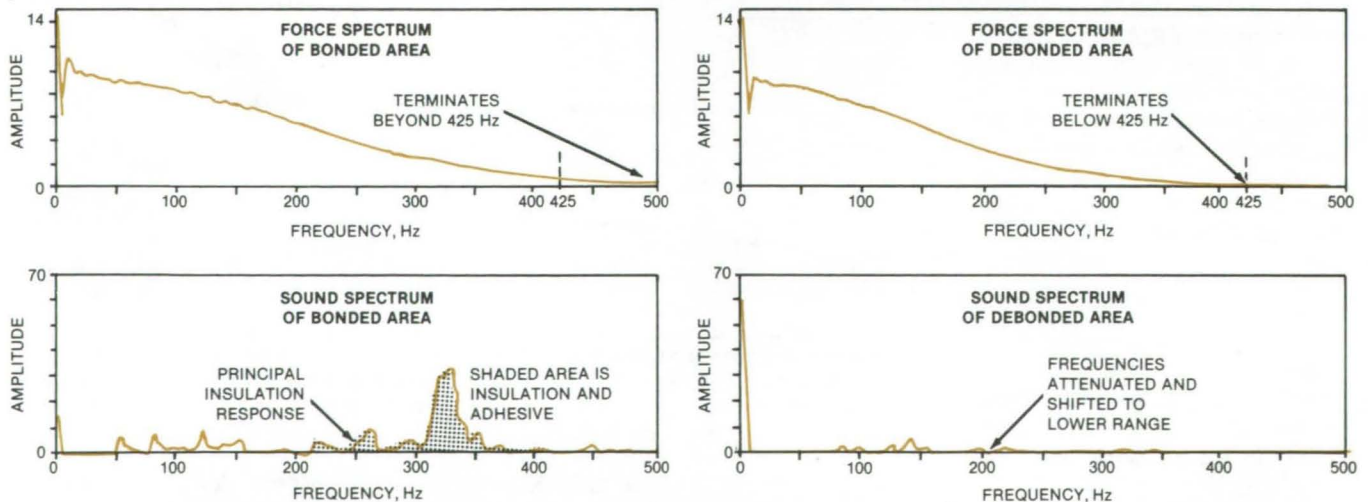 14
AMPLITUDE
0
FORCE SPECTRUM
OF BONDED AREA
TERMINATES
BEYOND 425 Hz
0 100 200 300 400 425 500
FREQUENCY, Hz
14
AMPLITUDE
0
FORCE SPECTRUM
OF DEBONDED AREA
TERMINATES
BELOW 425 Hz
0 100 200 300 400 425 500
FREQUENCY, Hz
70
AMPLITUDE
0
SOUND SPECTRUM
OF BONDED AREA
PRINCIPAL
INSULATION
RESPONSE
SHADED AREA IS
INSULATION AND
ADHESIVE
0 100 200 300 400 500
FREQUENCY, Hz
70
AMPLITUDE
0
SOUND SPECTRUM
OF DEBONDED AREA
FREQUENCIES
ATTENUATED AND
SHIFTED TO
LOWER RANGE
0 100 200 300 400 500
FREQUENCY, Hz